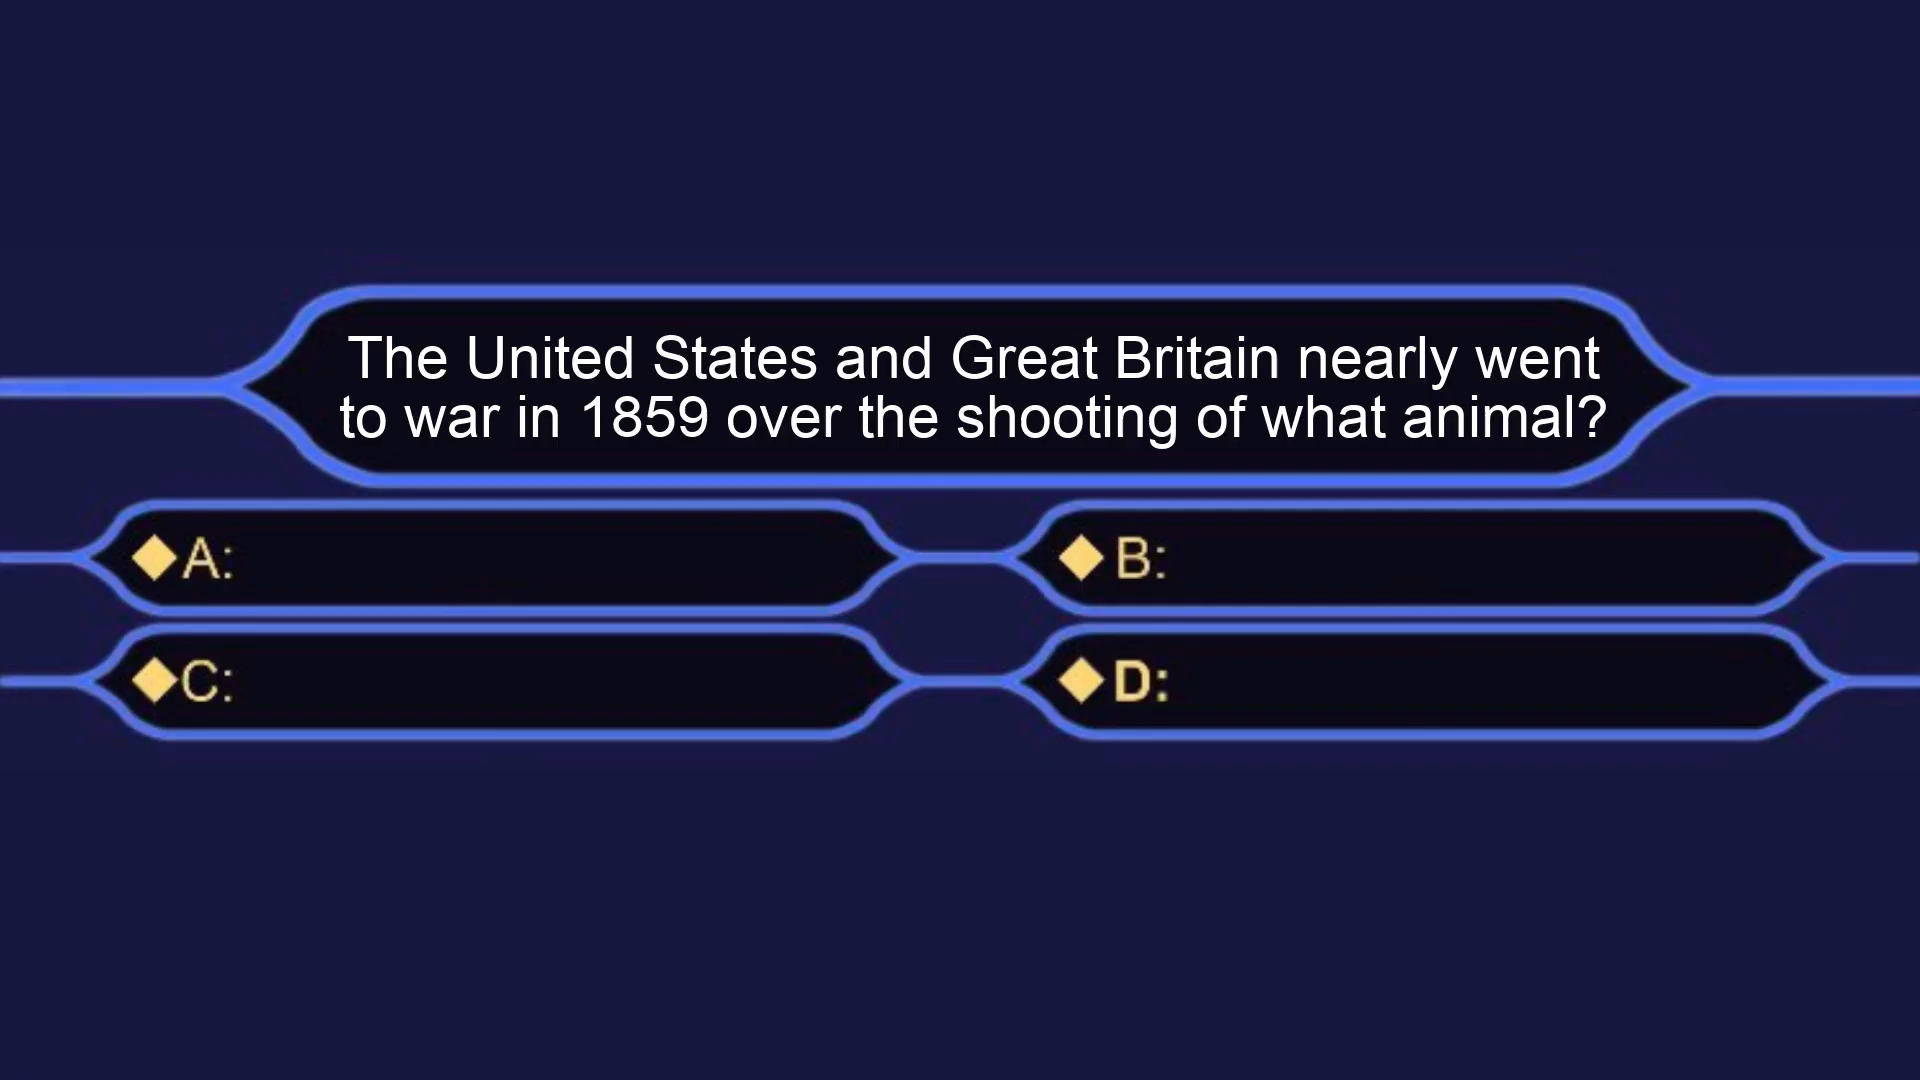 The United States and Great Britain nearly went
to war in 1859 over the shooting of what animal?
A:
B:
C:
D: